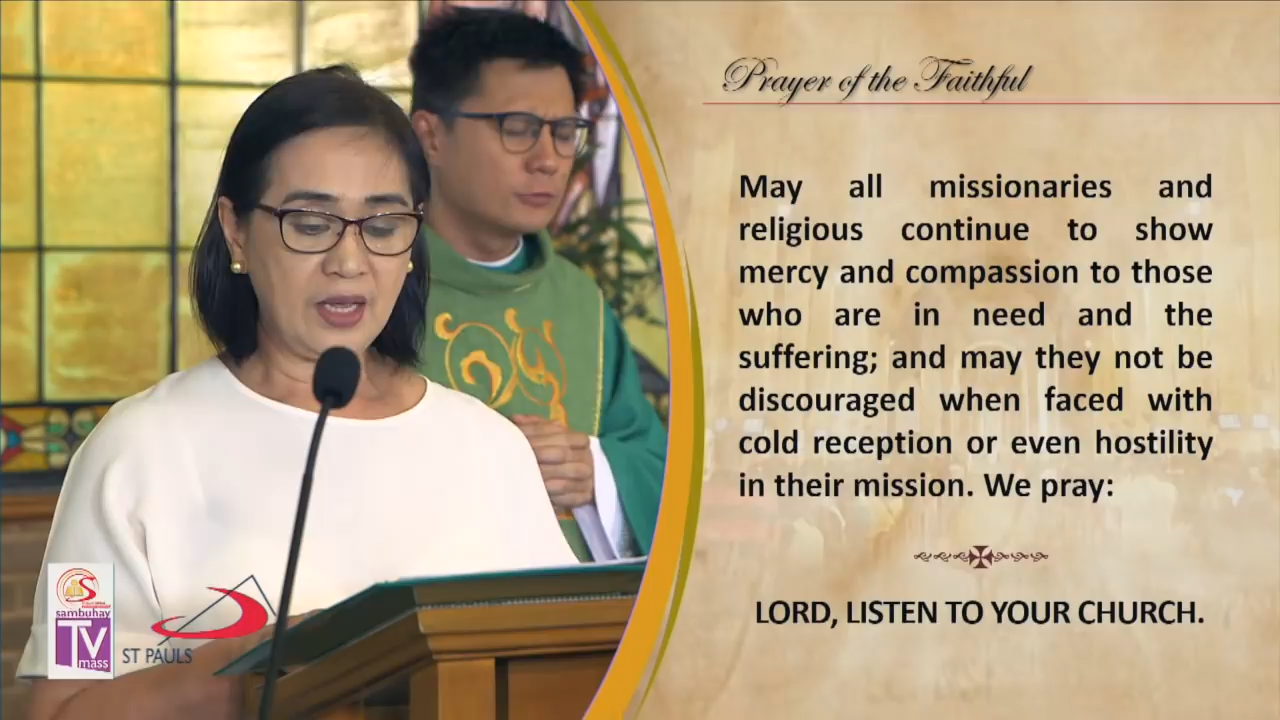 Prayer of the Faithful
May all missionaries and
religious continue to show
mercy and compassion to those
who are in need and the
suffering; and may they not be
discouraged when faced with
cold reception or even hostility
in their mission. We pray:
LORD, LISTEN TO YOUR CHURCH.
sambuhay
TV
mass
ST PAULS